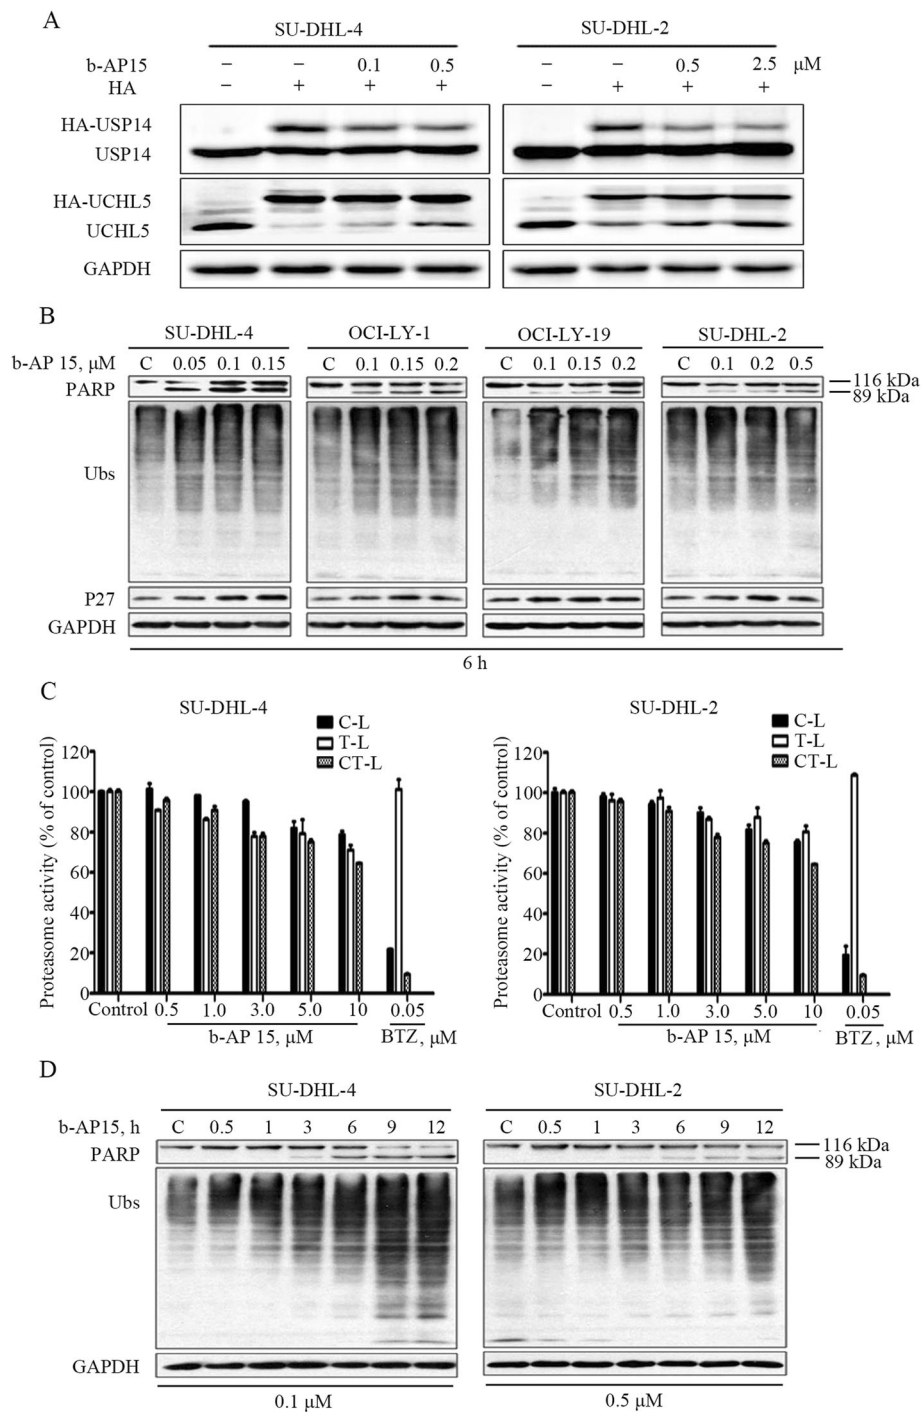 A
SU-DHL-4 SU-DHL-2
b-AP15 – – 0.1 0.5 – – 0.5 2.5 μM
HA – + + + – + + +
HA-USP14
USP14
HA-UCHL5
UCHL5
GAPDH
B
SU-DHL-4 OCI-LY-1 OCI-LY-19 SU-DHL-2
b-AP 15, μM C 0.05 0.1 0.15 C 0.1 0.15 0.2 C 0.1 0.15 0.2 C 0.1 0.2 0.5
PARP 116 kDa
89 kDa
Ubs
P27
GAPDH
6 h
C
SU-DHL-4
C-L
T-L
CT-L
Proteasome activity (% of control)
120
100
80
60
40
20
0
Control 0.5 1.0 3.0 5.0 10 0.05
b-AP 15, μM BTZ, μM
SU-DHL-2
C-L
T-L
CT-L
Proteasome activity (% of control)
120
100
80
60
40
20
0
Control 0.5 1.0 3.0 5.0 10 0.05
b-AP 15, μM BTZ, μM
D
SU-DHL-4 SU-DHL-2
b-AP15, h C 0.5 1 3 6 9 12 C 0.5 1 3 6 9 12
PARP 116 kDa
89 kDa
Ubs
GAPDH
0.1 μM 0.5 μM